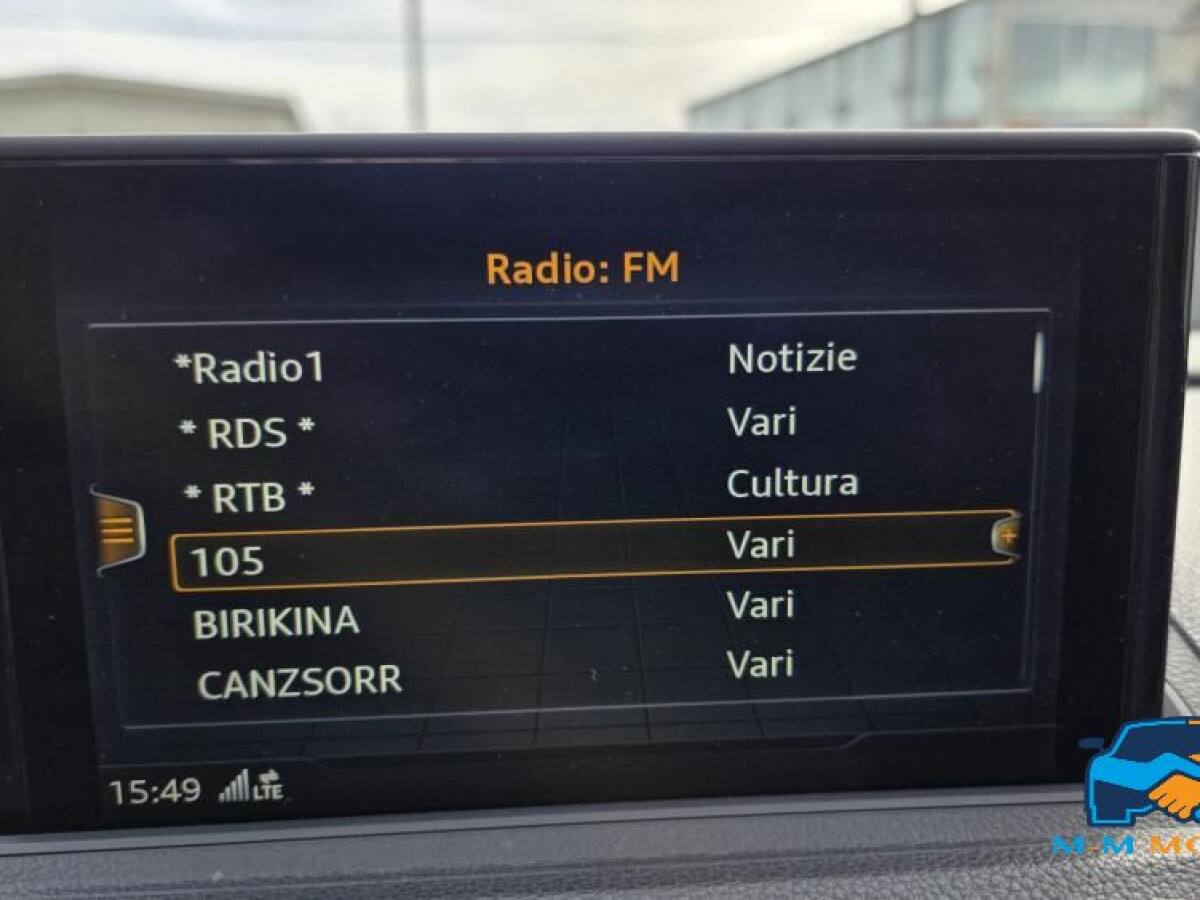 Radio: FM
*Radio1 Notizie
* RDS * Vari
* RTB * Cultura
105 Vari
BIRIKINA Vari
CANZSORR Vari
15:49 LTE
M-M